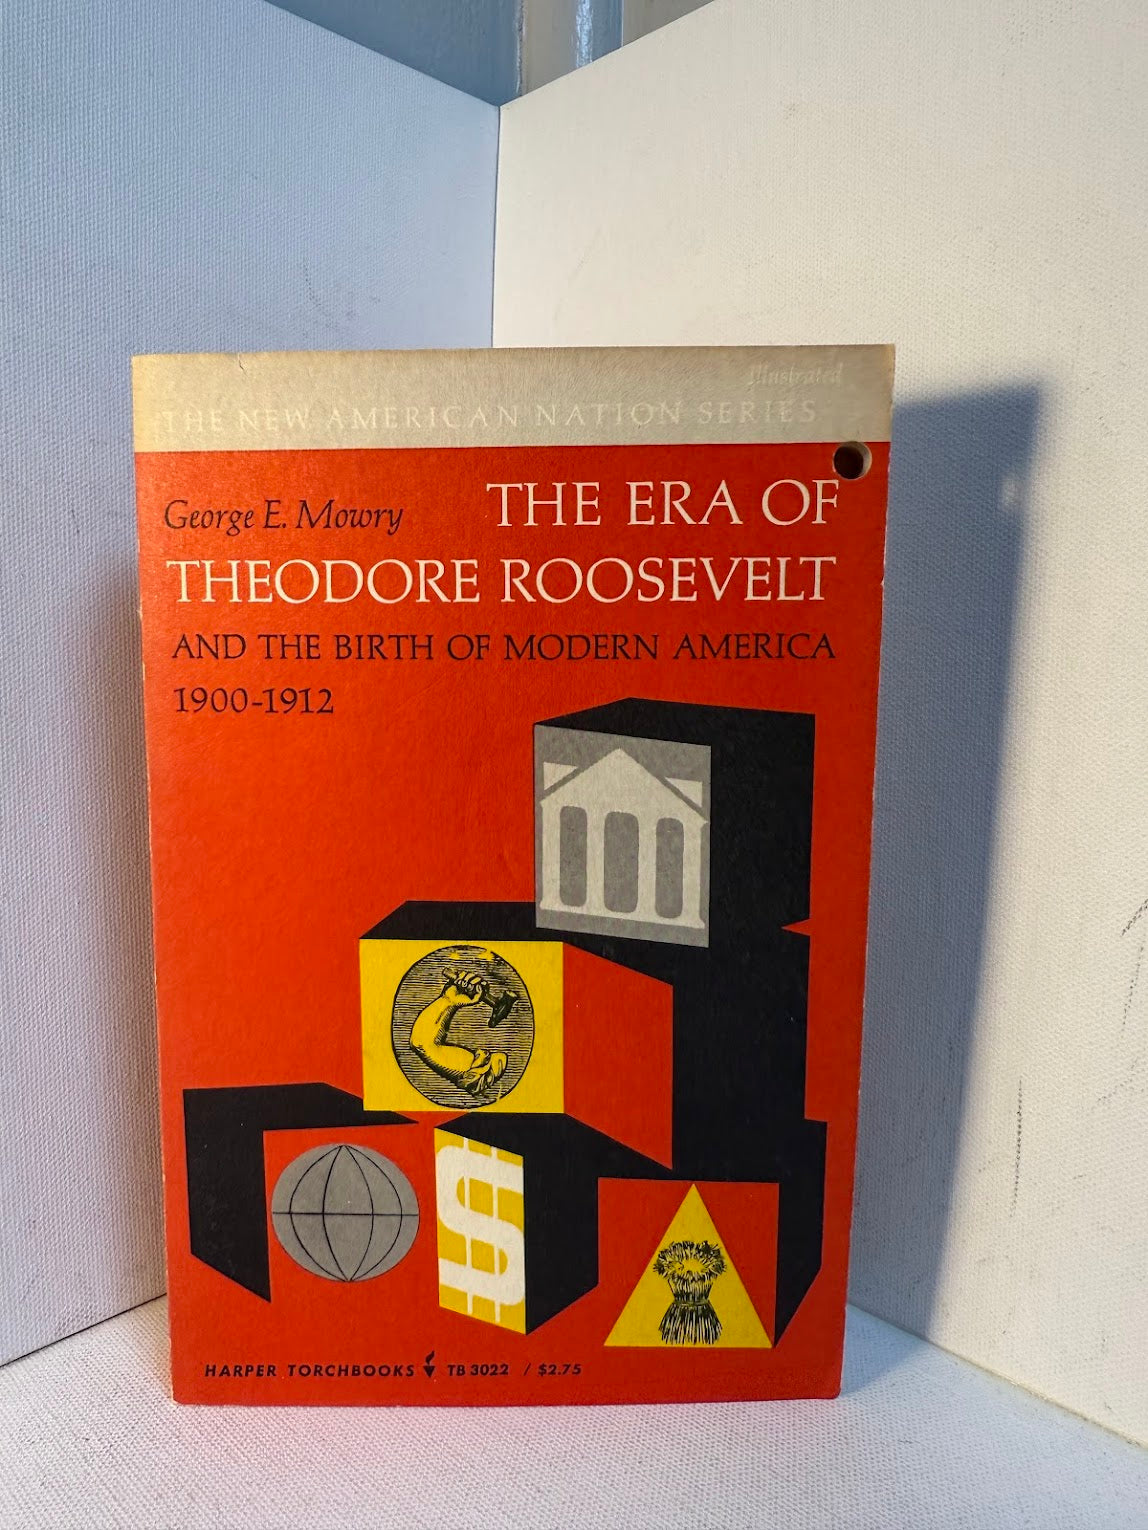 Illustrated
THE NEW AMERICAN NATION SERIES
George E. Mowry THE ERA OF
THEODORE ROOSEVELT
AND THE BIRTH OF MODERN AMERICA
1900-1912
$
HARPER TORCHBOOKS TB 3022 / $2.75